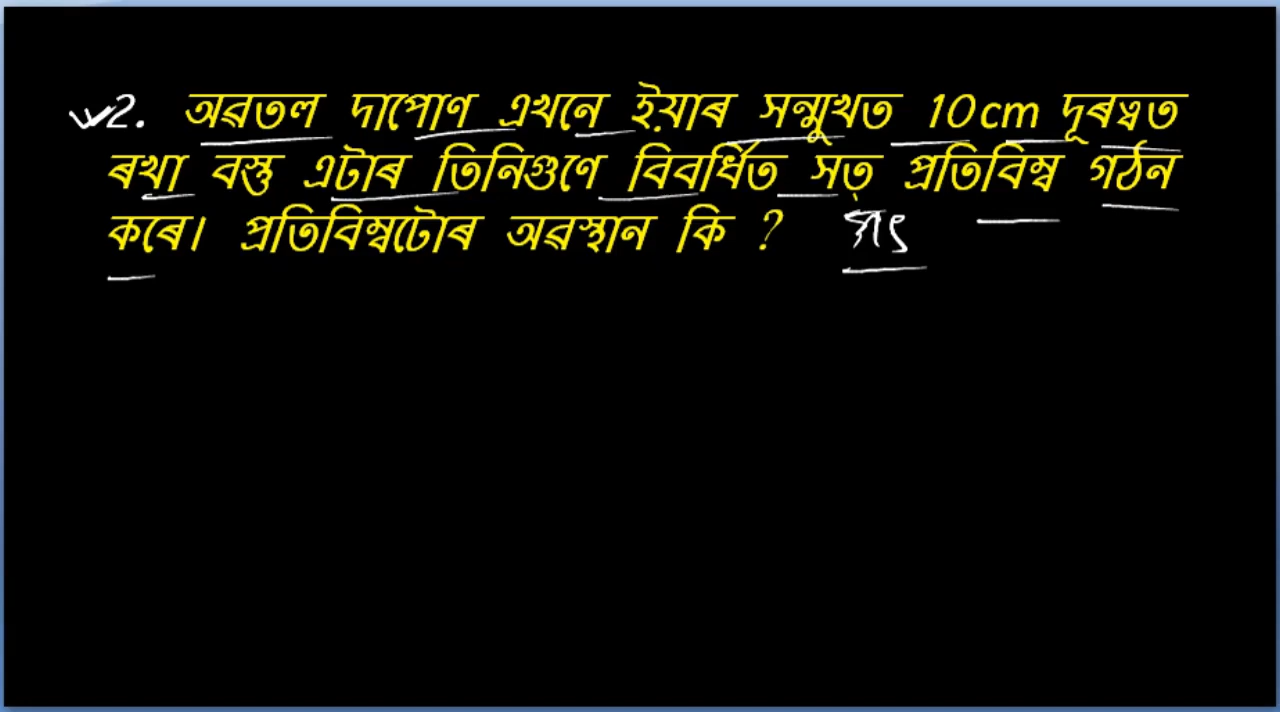 2. অৱতল দাপোণ এখনে ইয়াৰ সন্মুখত 10cm দূৰত্বত
ৰখা বস্তু এটাৰ তিনিগুণে বিবৰ্ধিত সত্ প্ৰতিবিম্ব গঠন
কৰে। প্ৰতিবিম্বটোৰ অৱস্থান কি ? সৎ